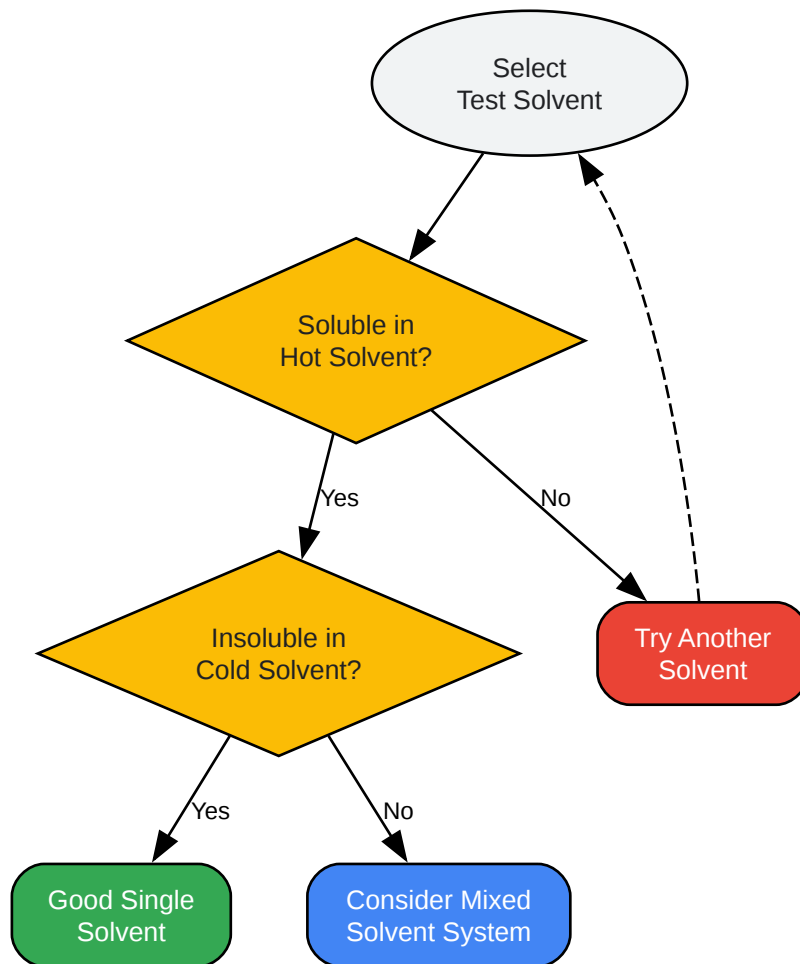 Select
Test Solvent
Soluble in
Hot Solvent?
Yes
No
Insoluble in
Cold Solvent?
Try Another
Solvent
Yes
No
Good Single
Solvent
Consider Mixed
Solvent System